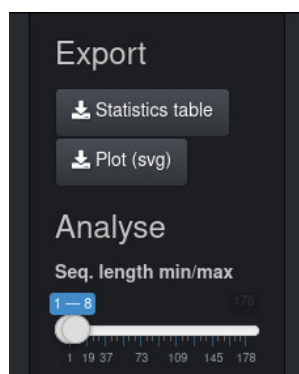 Export
Statistics table
Plot (svg)
Analyse
Seq. length min/max
1 — 8 178
1 19 37 73 109 145 178